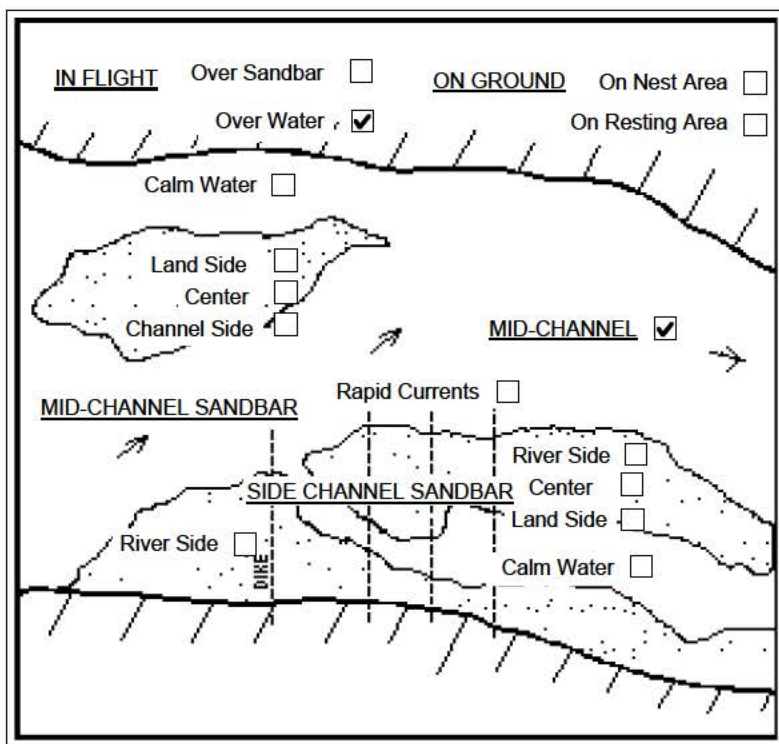 IN FLIGHT Over Sandbar ON GROUND On Nest Area
Over Water On Resting Area
Calm Water
Land Side
Center
Channel Side
MID-CHANNEL
Rapid Currents
MID-CHANNEL SANDBAR
River Side
SIDE CHANNEL SANDBAR Center
Land Side
River Side
DIKE
Calm Water